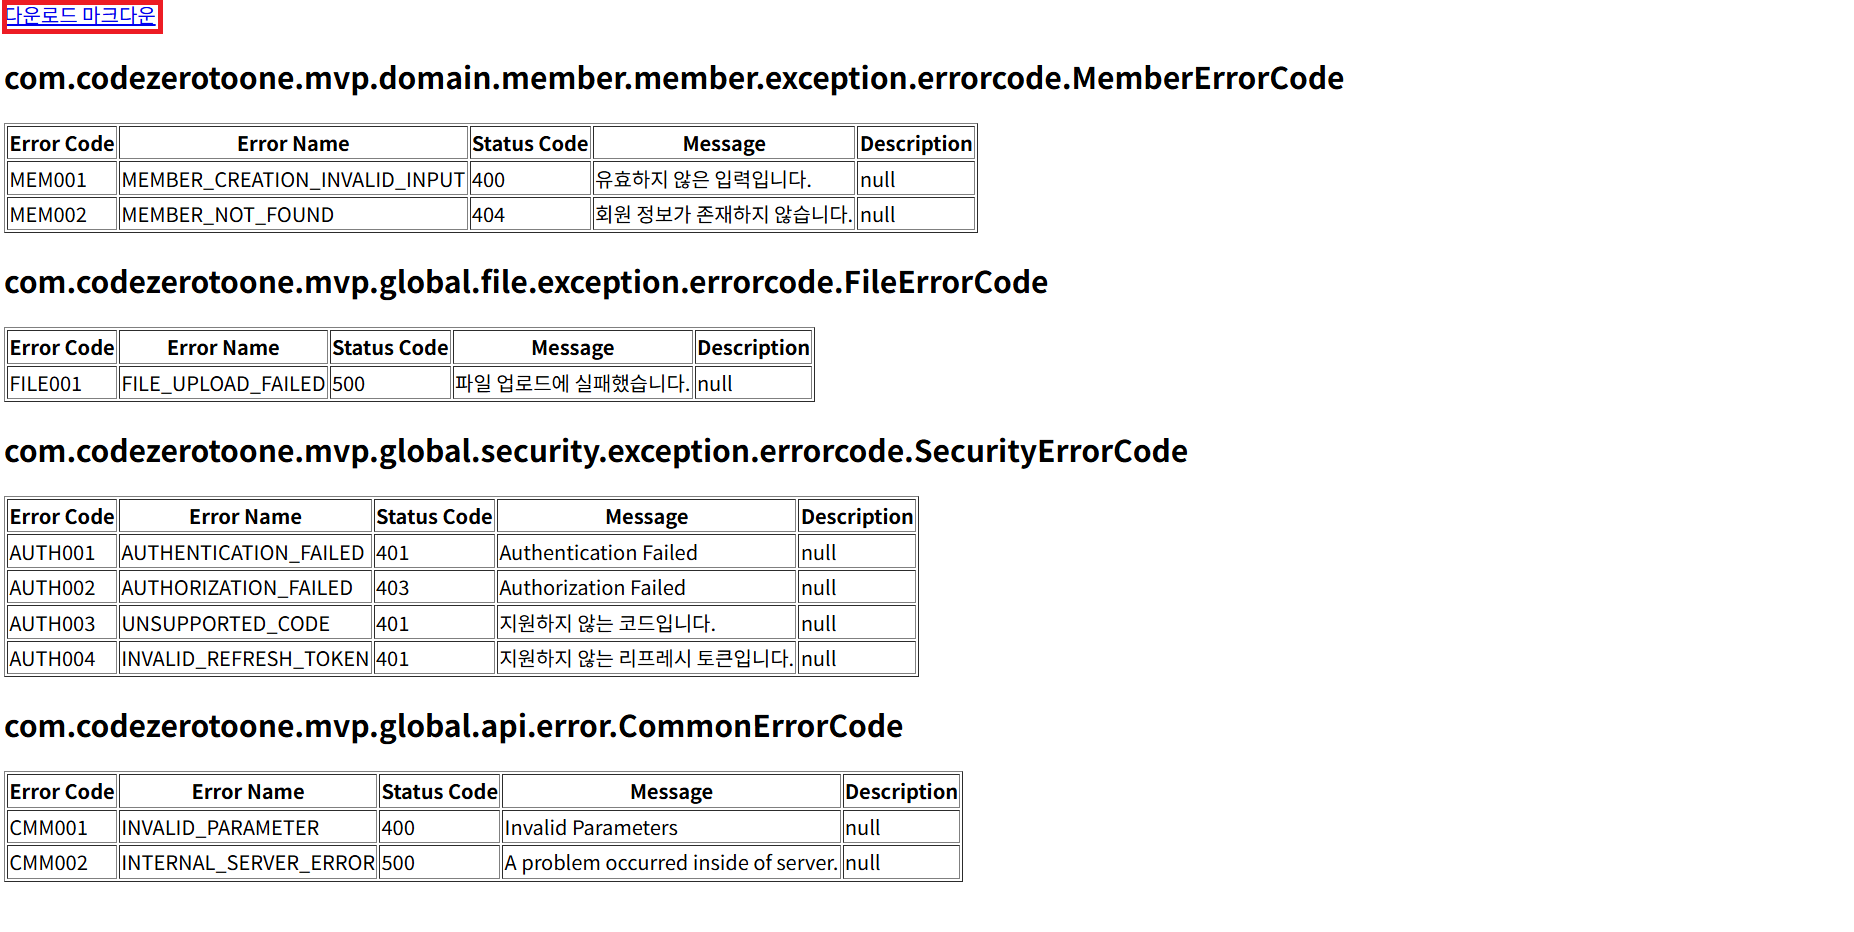 다운로드 마크다운
com.codezerotoone.mvp.domain.member.member.exception.errorcode.MemberErrorCode
Error Code Error Name Status Code Message Description
MEM001 MEMBER_CREATION_INVALID_INPUT 400 유효하지 않은 입력입니다. null
MEM002 MEMBER_NOT_FOUND 404 회원 정보가 존재하지 않습니다. null
com.codezerotoone.mvp.global.file.exception.errorcode.FileErrorCode
Error Code Error Name Status Code Message Description
FILE001 FILE_UPLOAD_FAILED 500 파일 업로드에 실패했습니다. null
com.codezerotoone.mvp.global.security.exception.errorcode.SecurityErrorCode
Error Code Error Name Status Code Message Description
AUTH001 AUTHENTICATION_FAILED 401 Authentication Failed null
AUTH002 AUTHORIZATION_FAILED 403 Authorization Failed null
AUTH003 UNSUPPORTED_CODE 401 지원하지 않는 코드입니다. null
AUTH004 INVALID_REFRESH_TOKEN 401 지원하지 않는 리프레시 토큰입니다. null
com.codezerotoone.mvp.global.api.error.CommonErrorCode
Error Code Error Name Status Code Message Description
CMM001 INVALID_PARAMETER 400 Invalid Parameters null
CMM002 INTERNAL_SERVER_ERROR 500 A problem occurred inside of server. null